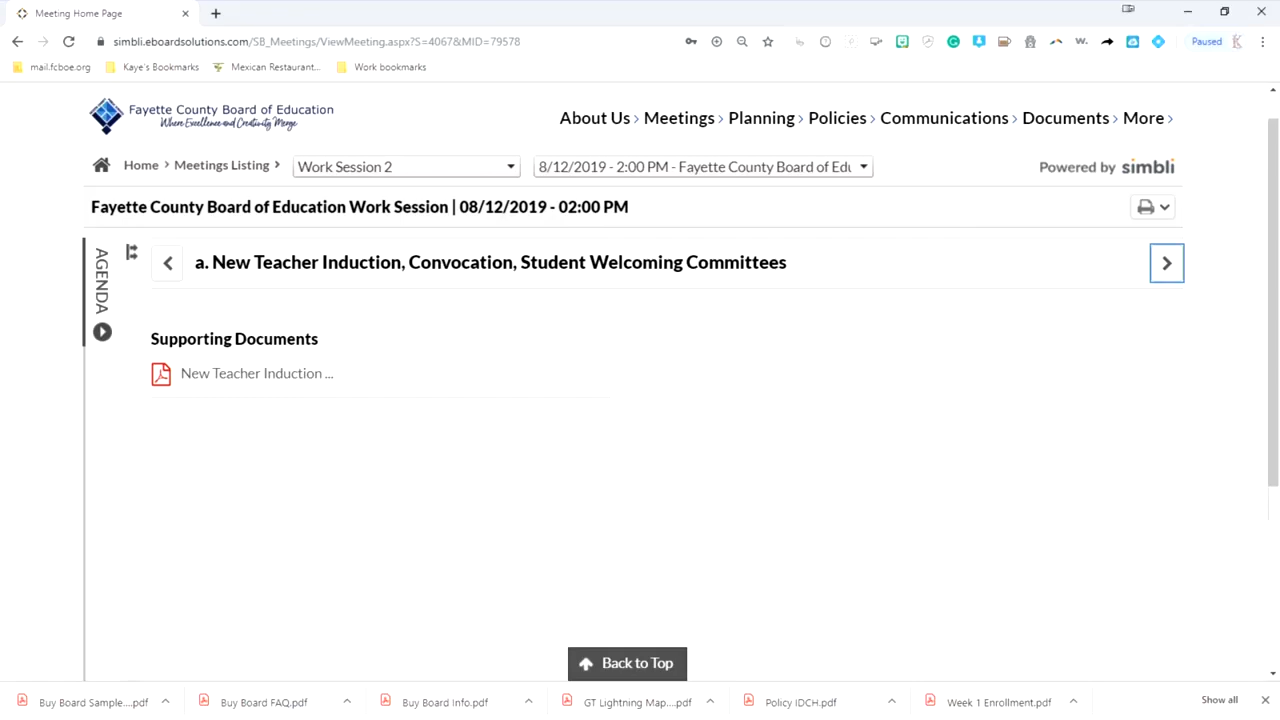 Meeting Home Page
simbli.eboardsolutions.com/SB_Meetings/ViewMeeting.aspx?S=4067&MID=79578
Paused
mail.fcboe.org Kaye's Bookmarks Mexican Restaurant... Work bookmarks
Fayette County Board of Education
Where Excellence and Creativity Merge
About Us Meetings Planning Policies Communications Documents More
Home Meetings Listing Work Session 2 8/12/2019 - 2:00 PM - Fayette County Board of Edu
Powered by simbli
Fayette County Board of Education Work Session | 08/12/2019 - 02:00 PM
AGENDA
a. New Teacher Induction, Convocation, Student Welcoming Committees
Supporting Documents
New Teacher Induction ...
Back to Top
Buy Board Sample....pdf Buy Board FAQ.pdf Buy Board Info.pdf GT Lightning Map....pdf Policy IDCH.pdf Week 1 Enrollment.pdf Show all